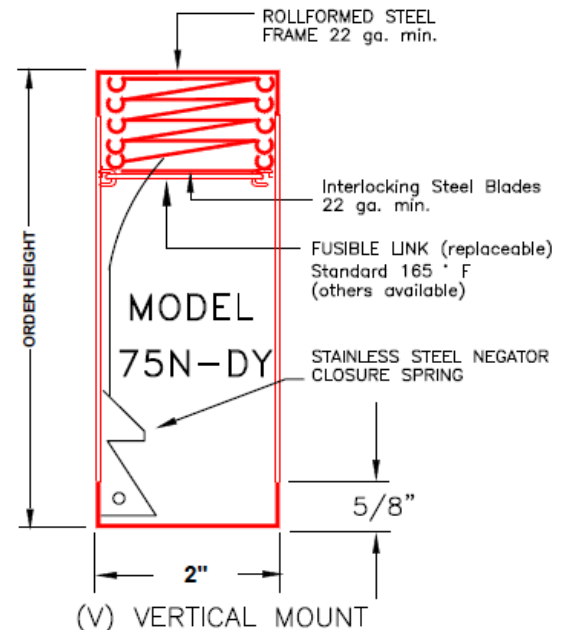 ROLLFORMED STEEL
FRAME 22 ga. min.
Interlocking Steel Blades
22 ga. min.
FUSIBLE LINK (replaceable)
Standard 165 ° F
(others available)
ORDER HEIGHT
MODEL
75N-DY
STAINLESS STEEL NEGATOR
CLOSURE SPRING
5/8"
2"
(V) VERTICAL MOUNT